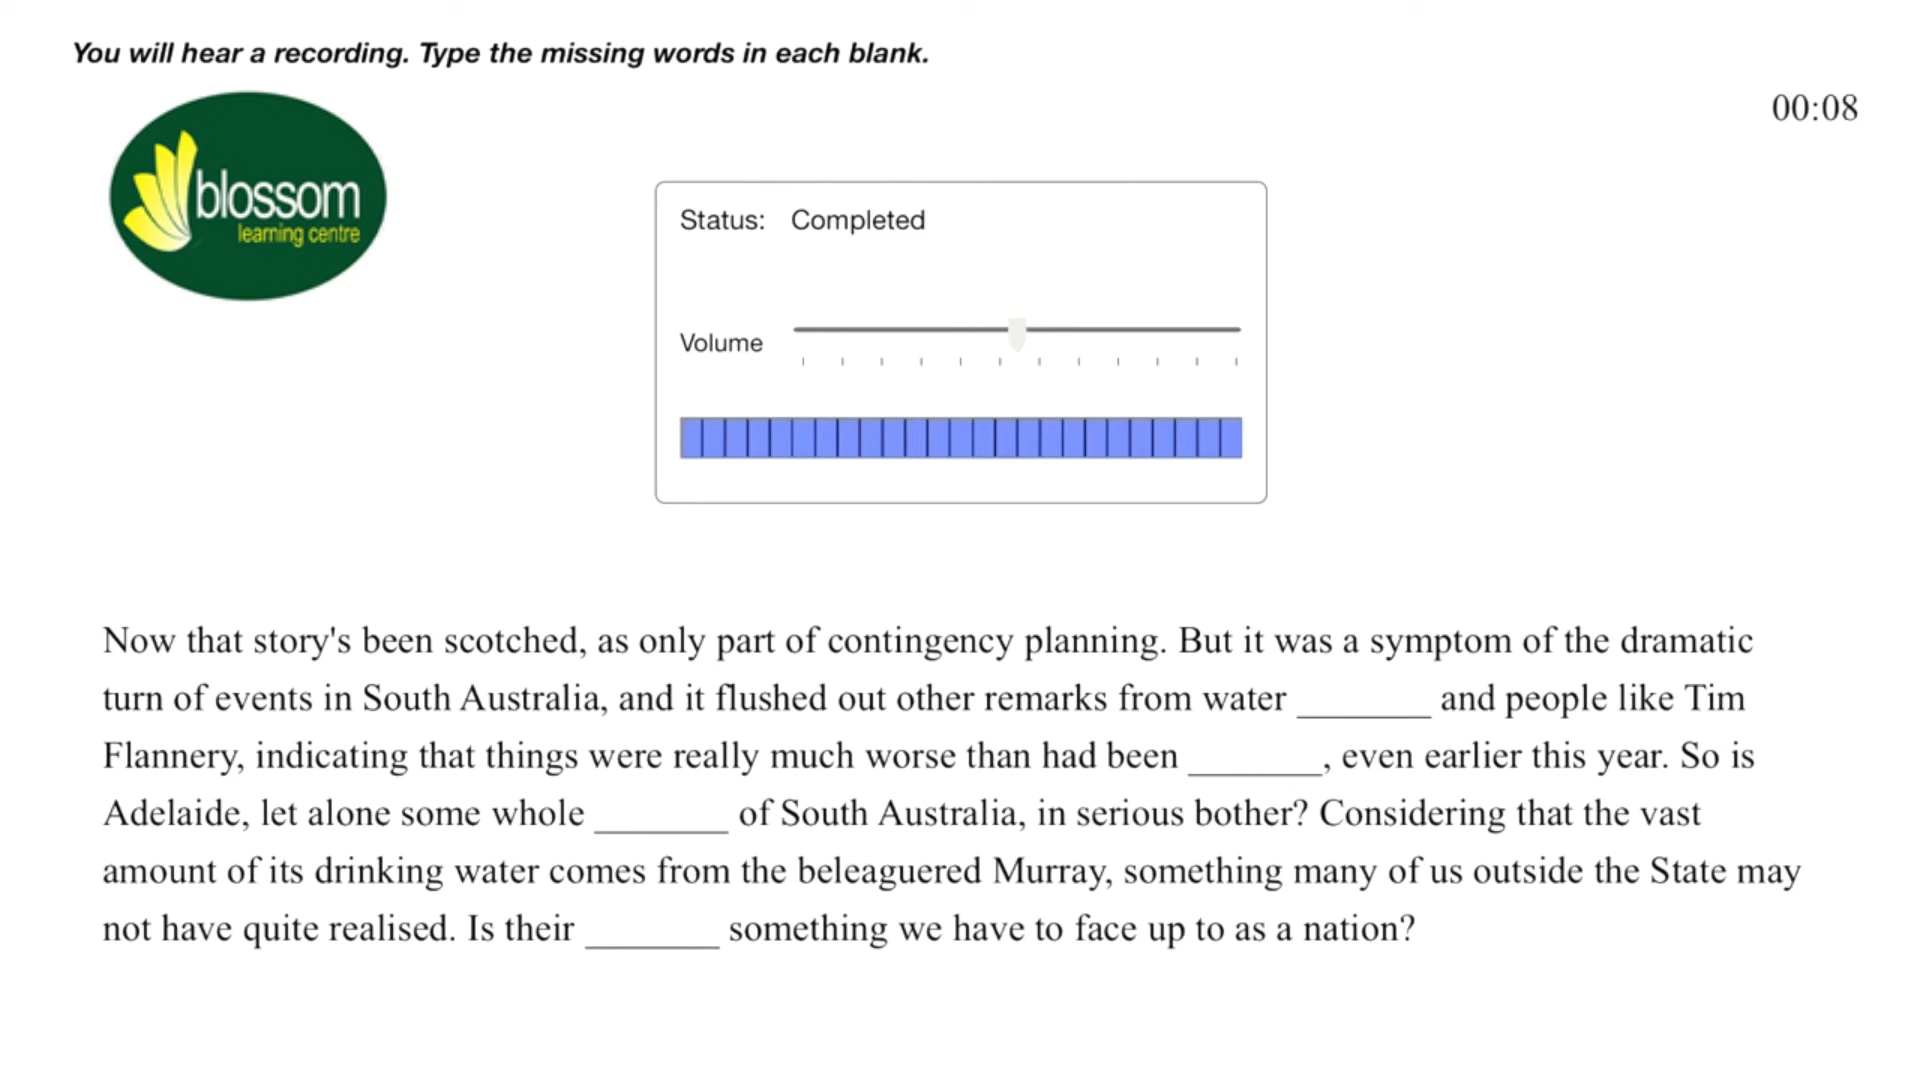 You will hear a recording. Type the missing words in each blank.
00:08
blossom
learning centre
Status: Completed
Volume
Now that story's been scotched, as only part of contingency planning. But it was a symptom of the dramatic
turn of events in South Australia, and it flushed out other remarks from water ________ and people like Tim
Flannery, indicating that things were really much worse than had been ________, even earlier this year. So is
Adelaide, let alone some whole ________ of South Australia, in serious bother? Considering that the vast
amount of its drinking water comes from the beleaguered Murray, something many of us outside the State may
not have quite realised. Is their ________ something we have to face up to as a nation?